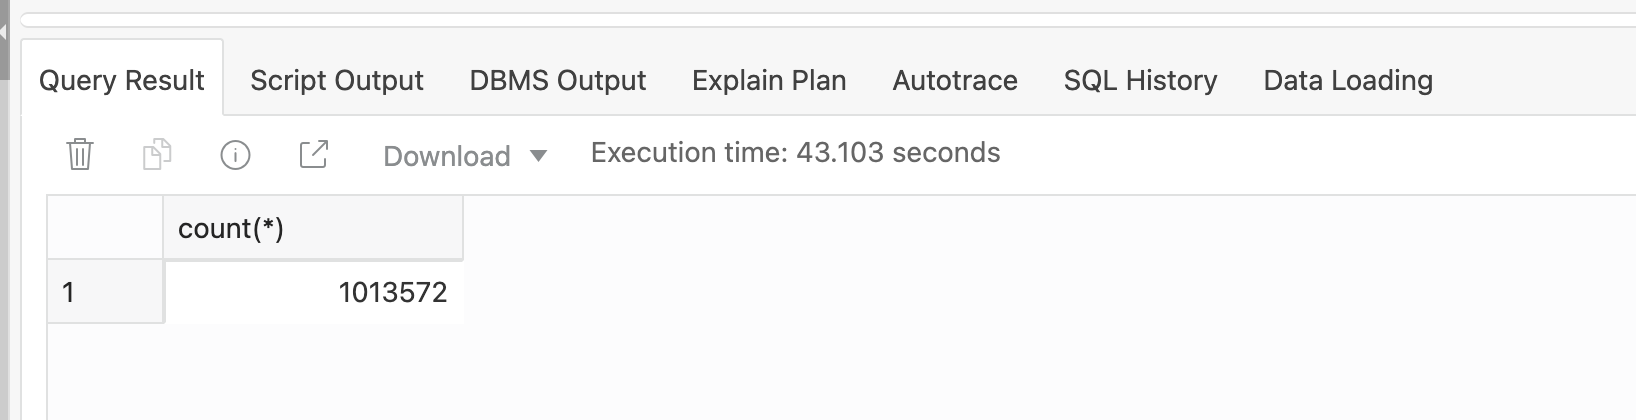 Query Result Script Output DBMS Output Explain Plan Autotrace SQL History Data Loading
Download Execution time: 43.103 seconds
count(*)
1 1013572